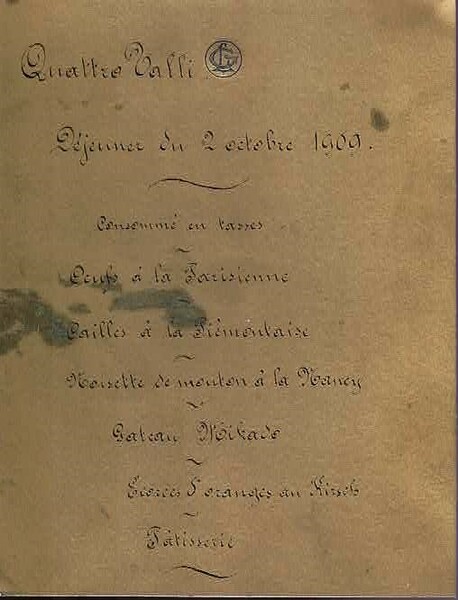 Quattro Valli
Déjeuner du 2 octobre 1909.
Consommé en tasses
Oeufs à la Parisienne
Cailles à la Piémontaise
Noisette de mouton à la Nancy
Gateau Mikado
Ecorces d'oranges au Kirsch
Pâtisserie